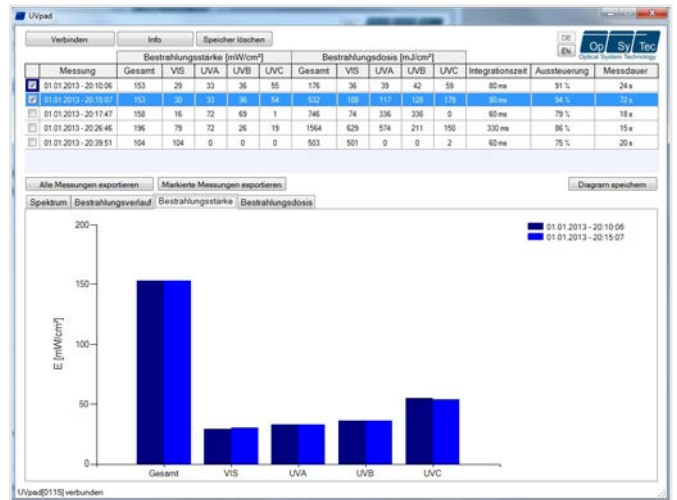 UVpad
Verbinden Info Speicher löschen DE
EN
Op Sy Tec
Optical System Technology
Bestrahlungsstärke [mW/cm²] Bestrahlungsdosis [mJ/cm²]
Messung Gesamt VIS UVA UVB UVC Gesamt VIS UVA UVB UVC Integrationszeit Aussteuerung Messdauer
01.01.2013 - 20:10:06 153 29 33 36 55 176 36 39 42 59 80 ms 91 % 24 s
01.01.2013 - 20:15:07 153 30 33 36 54 532 108 117 128 179 80 ms 94 % 72 s
01.01.2013 - 20:17:47 158 16 72 69 1 746 74 336 336 0 60 ms 79 % 18 s
01.01.2013 - 20:26:46 196 79 72 26 19 1564 629 574 211 150 330 ms 86 % 15 s
01.01.2013 - 20:39:51 104 104 0 0 0 503 501 0 0 2 60 ms 75 % 20 s
Alle Messungen exportieren Markierte Messungen exportieren Diagram speichern
Spektrum Bestrahlungsverlauf Bestrahlungsstärke Bestrahlungsdosis
01.01.2013 - 20:10:06
01.01.2013 - 20:15:07
200
150
100
50
0
E [mW/cm²]
Gesamt VIS UVA UVB UVC
UVpad[0115] verbunden